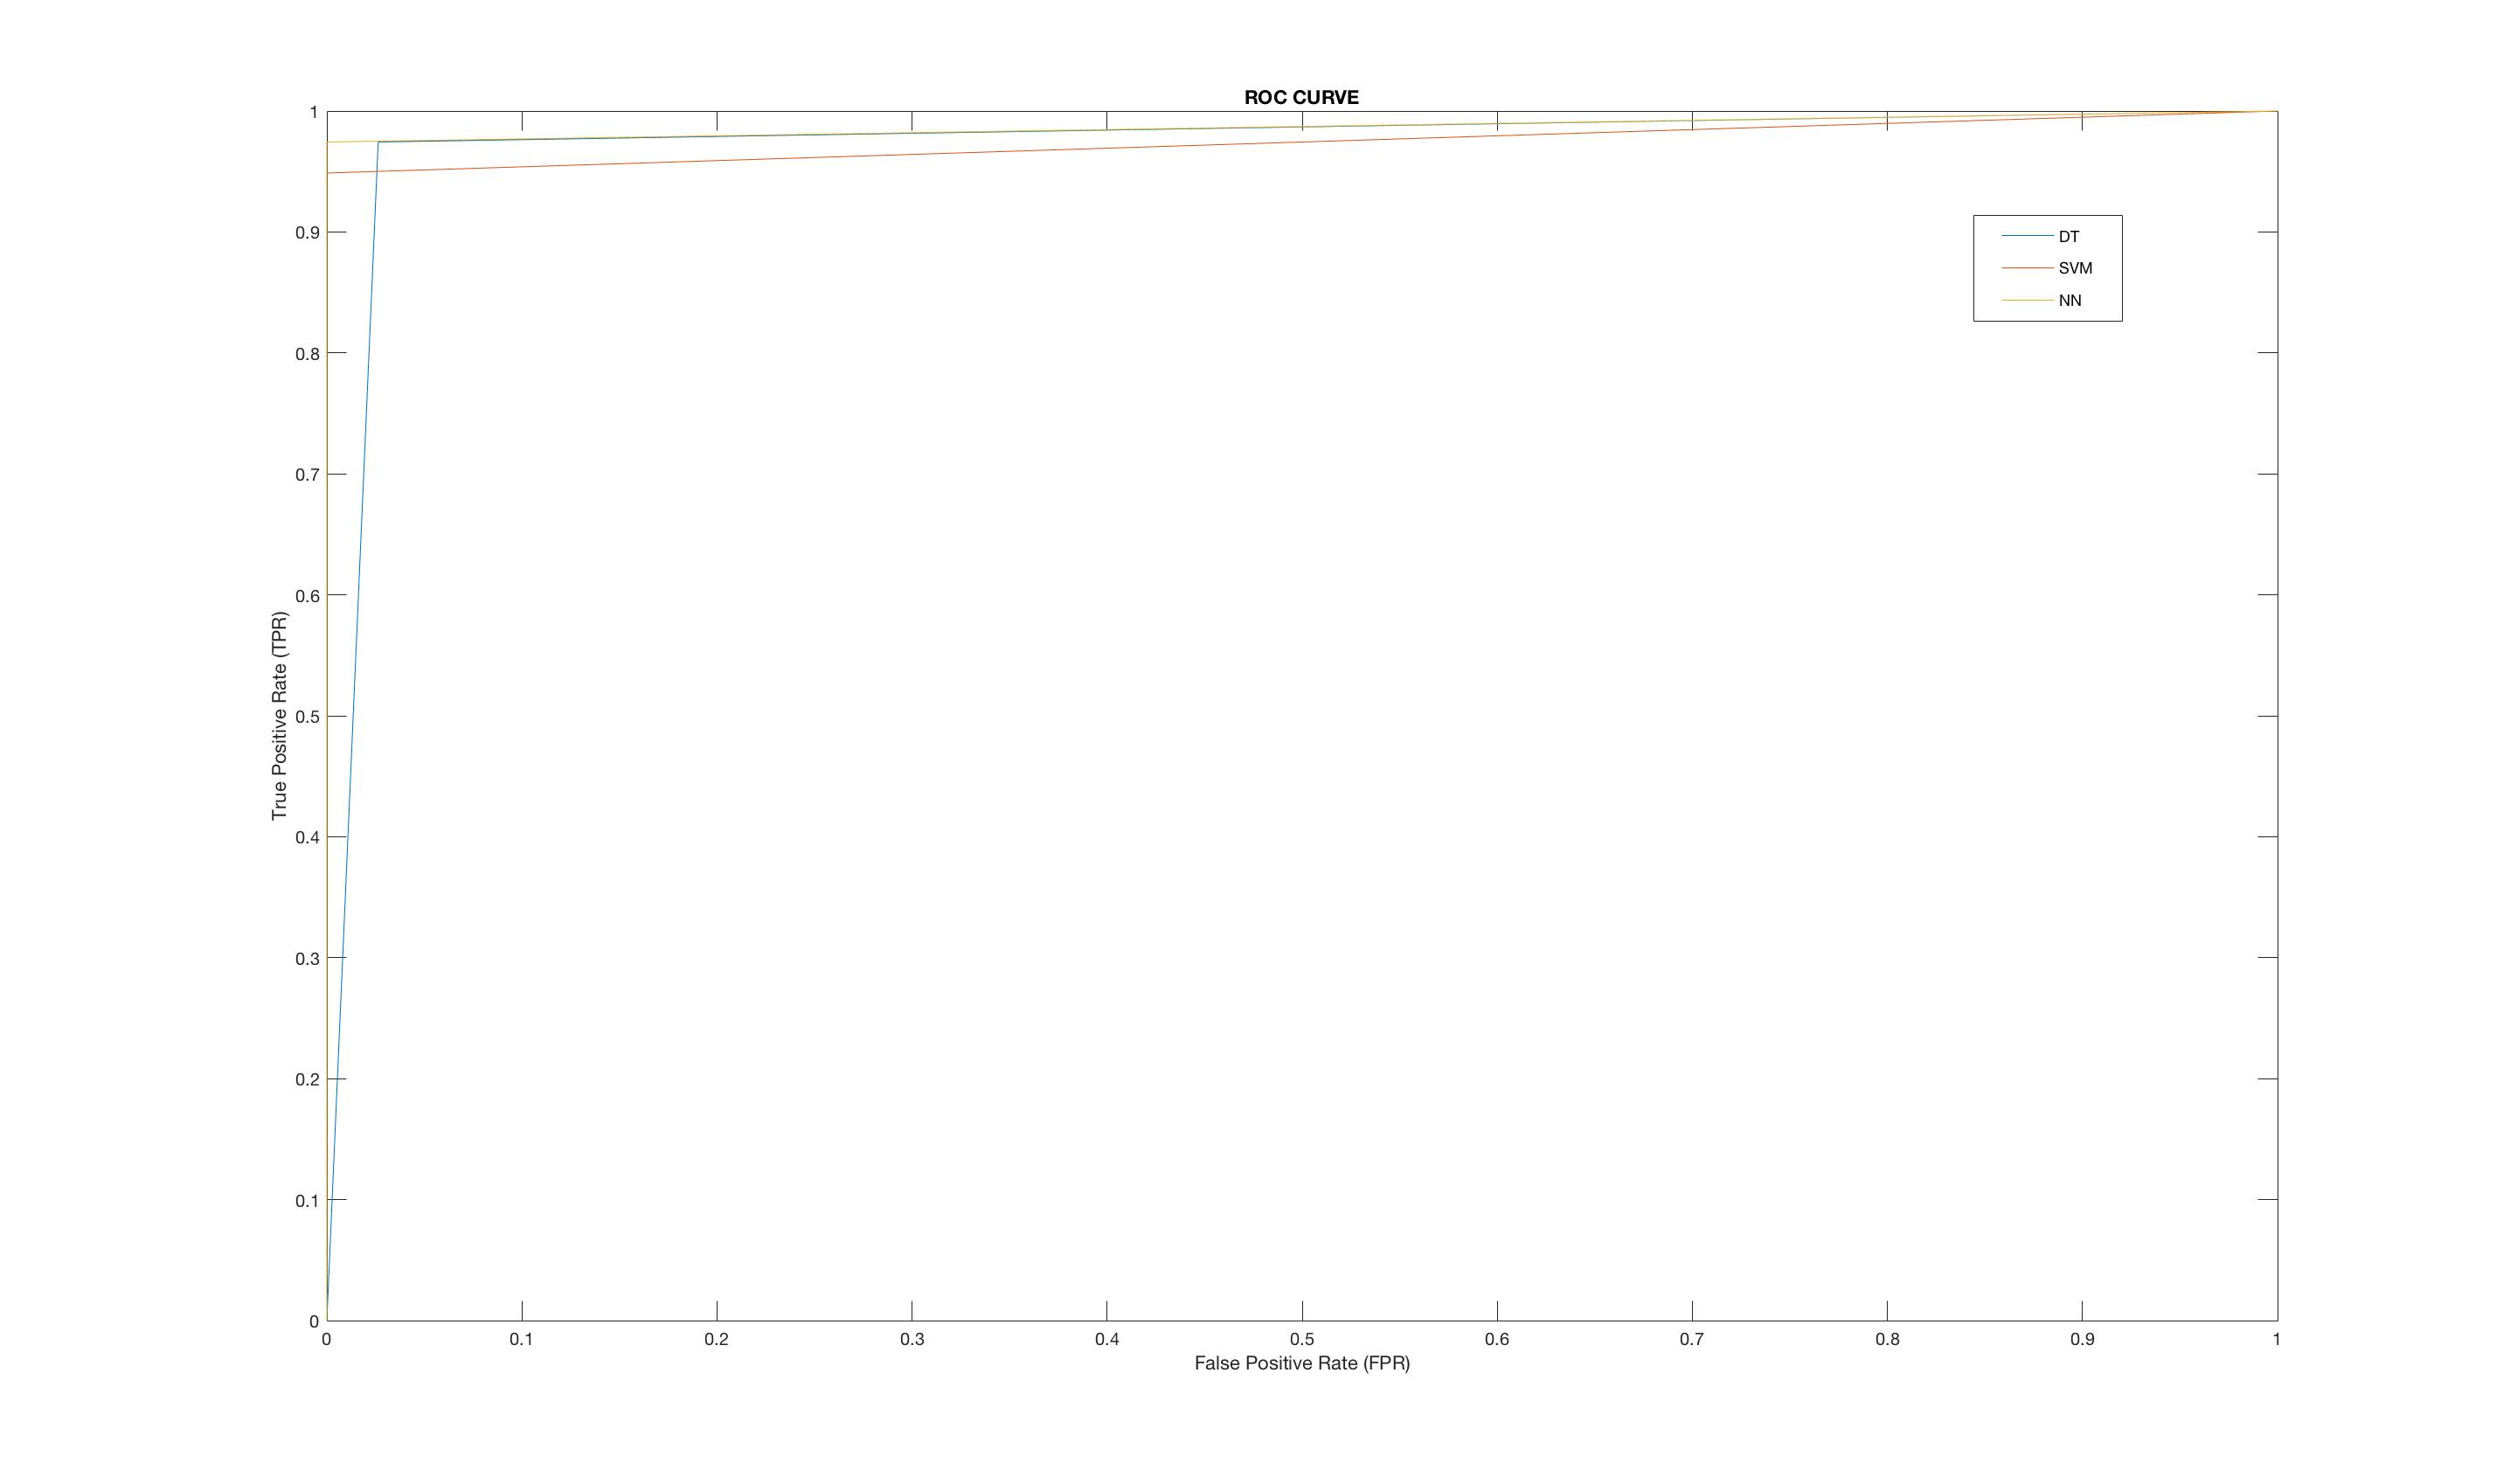 ROC CURVE
1
0.9
0.8
0.7
0.6
0.5
0.4
0.3
0.2
0.1
0
True Positive Rate (TPR)
DT
SVM
NN
0 0.1 0.2 0.3 0.4 0.5 0.6 0.7 0.8 0.9 1
False Positive Rate (FPR)